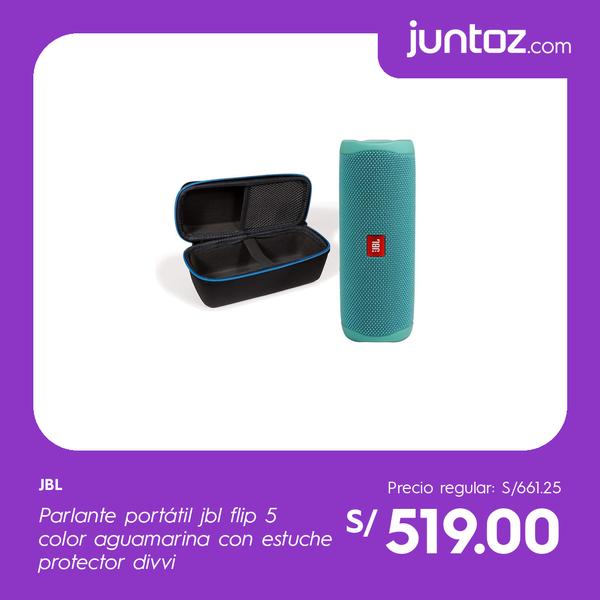 juntoz.com
JBL
JBL
Precio regular: S/661.25
Parlante portátil jbl flip 5
color aguamarina con estuche
protector divvi
S/ 519.00